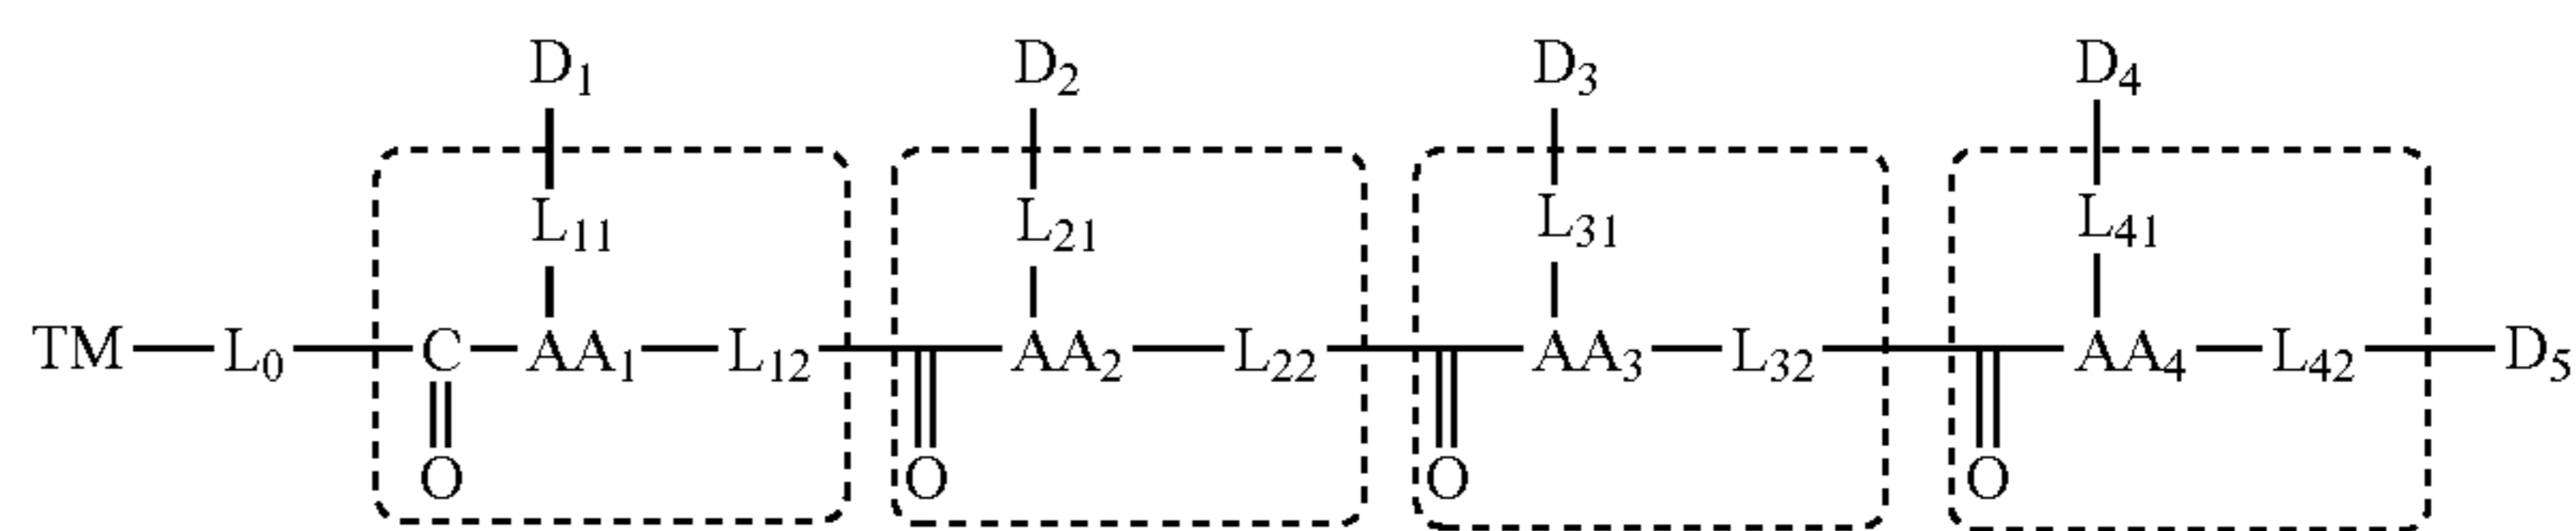 D₁ D₂ D₃ D₄
L₁₁ L₂₁ L₃₁ L₄₁
TM L₀ C AA₁ L₁₂ AA₂ L₂₂ AA₃ L₃₂ AA₄ L₄₂ D₅
O O O O